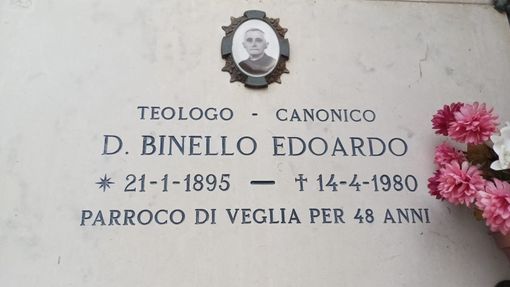 TEOLOGO - CANONICO
D. BINELLO EDOARDO
✳ 21-1-1895 — † 14-4-1980
PARROCO DI VEGLIA PER 48 ANNI